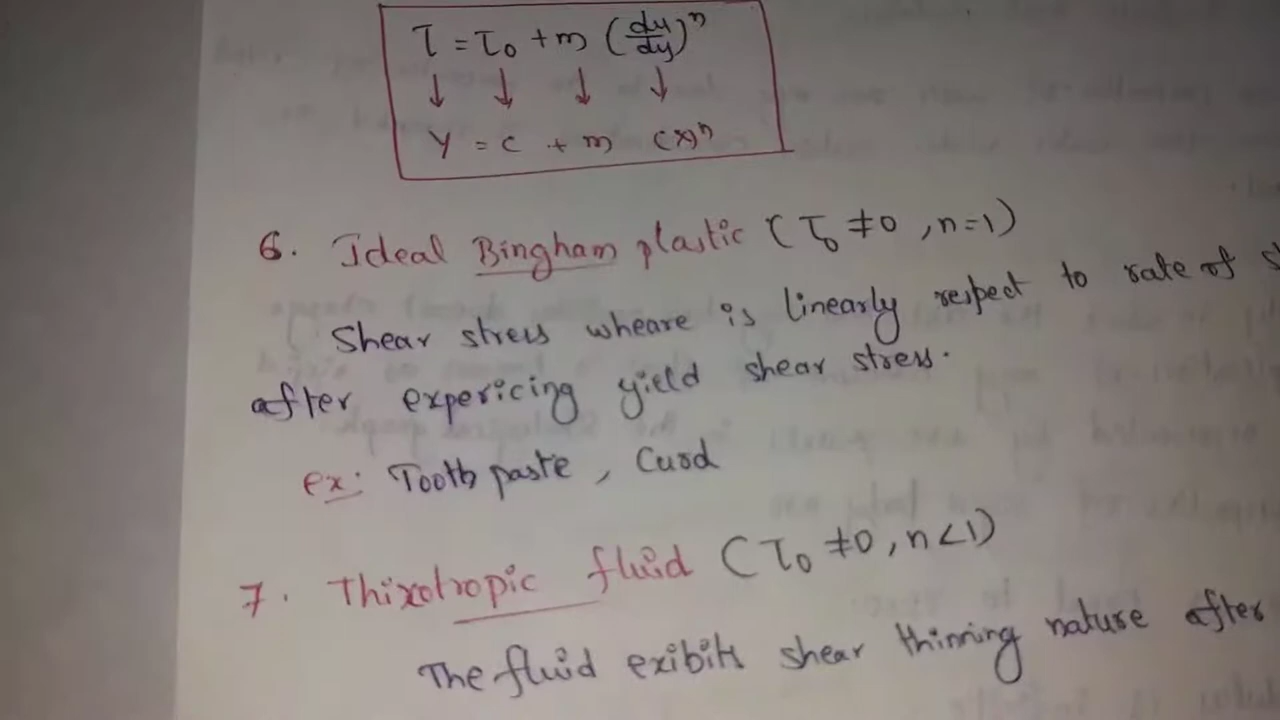 τ = τ₀ + m (du/dy)ⁿ
↓ ↓ ↓ ↓
y = c + m (x)ⁿ
6. Ideal Bingham plastic (τ₀ ≠ 0, n=1)
Shear stress wheare is linearly respect to rate of
after expericing yield shear stress.
ex: Tooth paste, Curd
7. Thixotropic fluid (τ₀ ≠ 0, n<1)
The fluid exibits shear thinning nature after